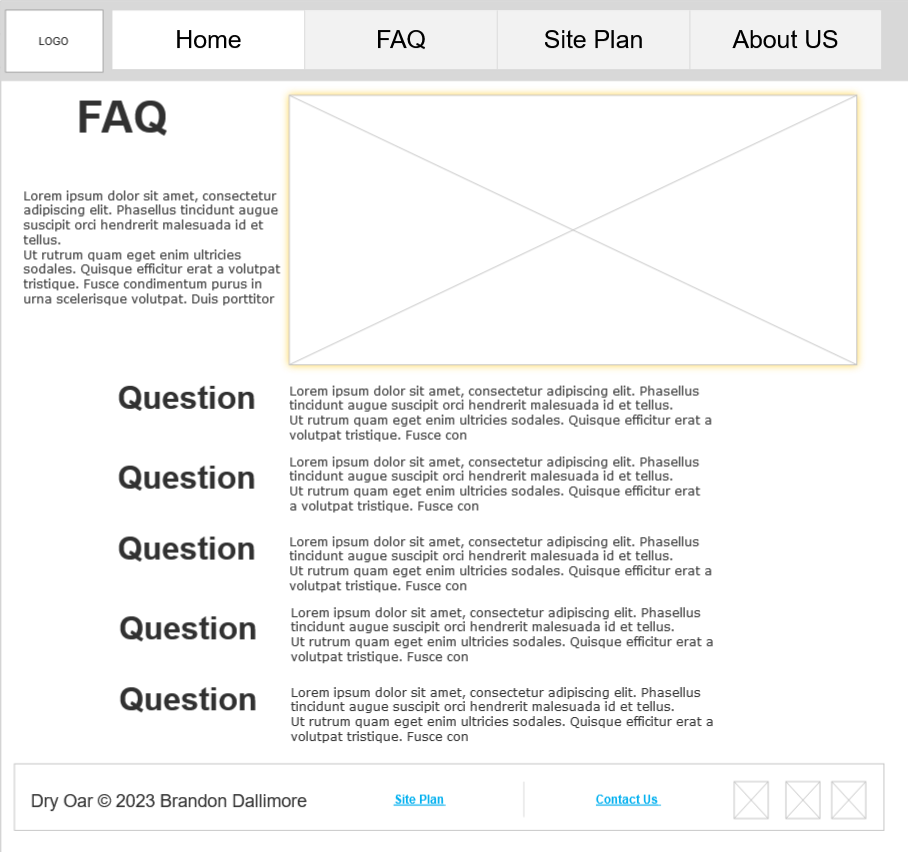 LOGO
Home
FAQ
Site Plan
About US
FAQ
Lorem ipsum dolor sit amet, consectetur
adipiscing elit. Phasellus tincidunt augue
suscipit orci hendrerit malesuada id et
tellus.
Ut rutrum quam eget enim ultricies
sodales. Quisque efficitur erat a volutpat
tristique. Fusce condimentum purus in
urna scelerisque volutpat. Duis porttitor
Question
Lorem ipsum dolor sit amet, consectetur adipiscing elit. Phasellus
tincidunt augue suscipit orci hendrerit malesuada id et tellus.
Ut rutrum quam eget enim ultricies sodales. Quisque efficitur erat a
volutpat tristique. Fusce con
Question
Lorem ipsum dolor sit amet, consectetur adipiscing elit. Phasellus
tincidunt augue suscipit orci hendrerit malesuada id et tellus.
Ut rutrum quam eget enim ultricies sodales. Quisque efficitur erat
a volutpat tristique. Fusce con
Question
Lorem ipsum dolor sit amet, consectetur adipiscing elit. Phasellus
tincidunt augue suscipit orci hendrerit malesuada id et tellus.
Ut rutrum quam eget enim ultricies sodales. Quisque efficitur erat a
volutpat tristique. Fusce con
Question
Lorem ipsum dolor sit amet, consectetur adipiscing elit. Phasellus
tincidunt augue suscipit orci hendrerit malesuada id et tellus.
Ut rutrum quam eget enim ultricies sodales. Quisque efficitur erat a
volutpat tristique. Fusce con
Question
Lorem ipsum dolor sit amet, consectetur adipiscing elit. Phasellus
tincidunt augue suscipit orci hendrerit malesuada id et tellus.
Ut rutrum quam eget enim ultricies sodales. Quisque efficitur erat a
volutpat tristique. Fusce con
Dry Oar © 2023 Brandon Dallimore
Site Plan
Contact Us